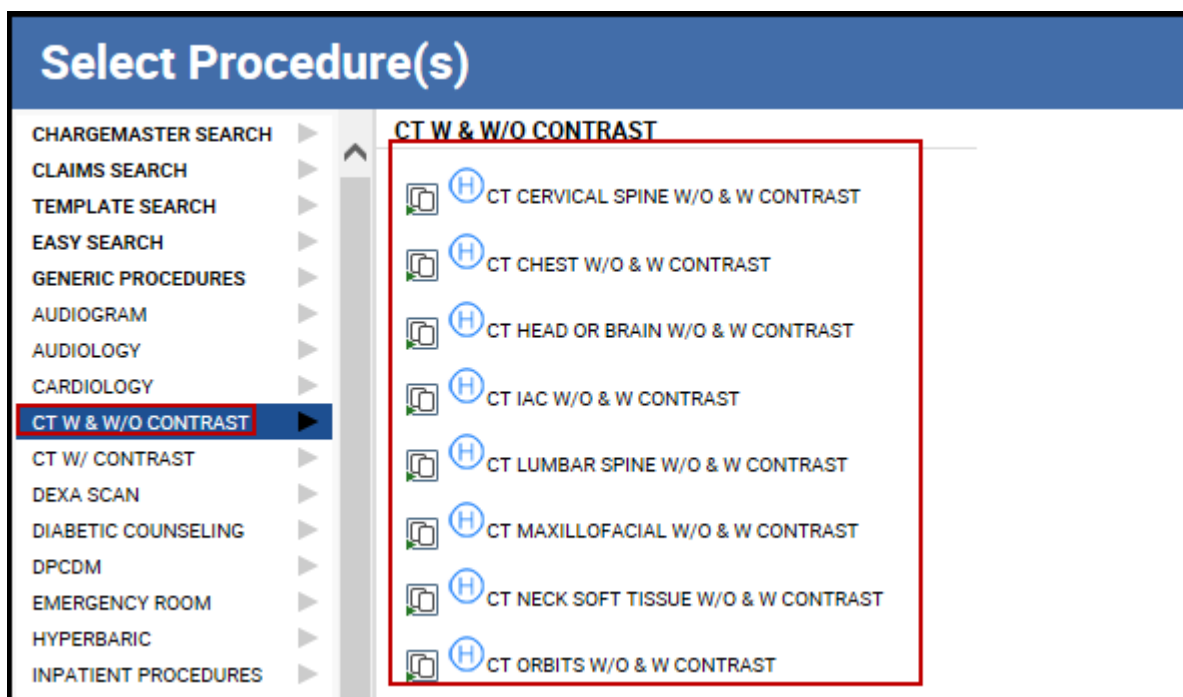 Select Procedure(s)
CHARGEMASTER SEARCH
CLAIMS SEARCH
TEMPLATE SEARCH
EASY SEARCH
GENERIC PROCEDURES
AUDIOGRAM
AUDIOLOGY
CARDIOLOGY
CT W & W/O CONTRAST
CT W/ CONTRAST
DEXA SCAN
DIABETIC COUNSELING
DPCDM
EMERGENCY ROOM
HYPERBARIC
INPATIENT PROCEDURES
CT W & W/O CONTRAST
H CT CERVICAL SPINE W/O & W CONTRAST
H CT CHEST W/O & W CONTRAST
H CT HEAD OR BRAIN W/O & W CONTRAST
H CT IAC W/O & W CONTRAST
H CT LUMBAR SPINE W/O & W CONTRAST
H CT MAXILLOFACIAL W/O & W CONTRAST
H CT NECK SOFT TISSUE W/O & W CONTRAST
H CT ORBITS W/O & W CONTRAST